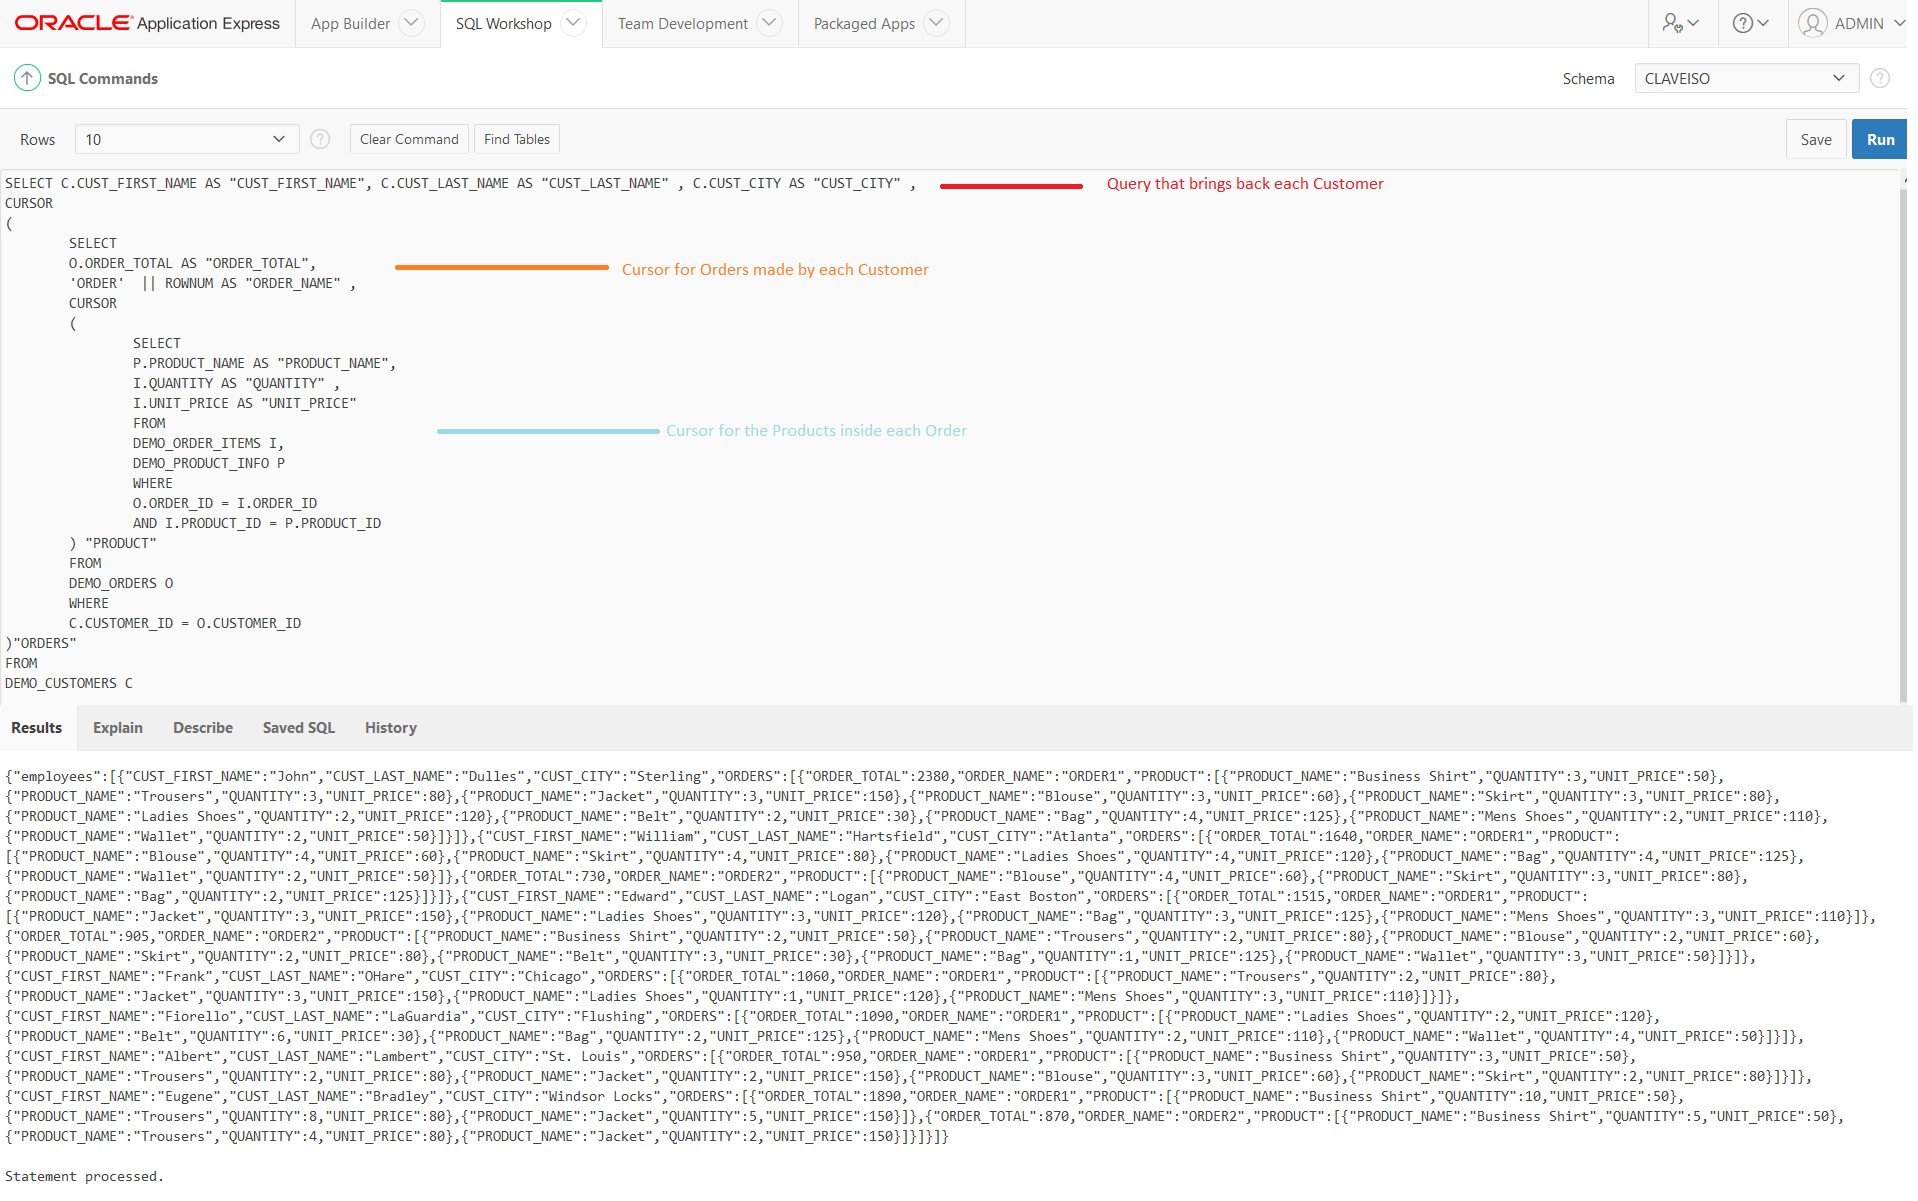 ORACLE Application Express App Builder SQL Workshop Team Development Packaged Apps ADMIN
SQL Commands Schema CLAVEISO
Rows 10 Clear Command Find Tables Save Run
SELECT C.CUST_FIRST_NAME AS "CUST_FIRST_NAME", C.CUST_LAST_NAME AS "CUST_LAST_NAME" , C.CUST_CITY AS "CUST_CITY" , Query that brings back each Customer
CURSOR
(
SELECT
O.ORDER_TOTAL AS "ORDER_TOTAL",
Cursor for Orders made by each Customer
'ORDER'  || ROWNUM AS "ORDER_NAME" ,
CURSOR
(
SELECT
P.PRODUCT_NAME AS "PRODUCT_NAME",
I.QUANTITY AS "QUANTITY" ,
I.UNIT_PRICE AS "UNIT_PRICE"
FROM
Cursor for the Products inside each Order
DEMO_ORDER_ITEMS I,
DEMO_PRODUCT_INFO P
WHERE
O.ORDER_ID = I.ORDER_ID
AND I.PRODUCT_ID = P.PRODUCT_ID
) "PRODUCT"
FROM
DEMO_ORDERS O
WHERE
C.CUSTOMER_ID = O.CUSTOMER_ID
)"ORDERS"
FROM
DEMO_CUSTOMERS C
Results Explain Describe Saved SQL History
{"employees":[{"CUST_FIRST_NAME":"John","CUST_LAST_NAME":"Dulles","CUST_CITY":"Sterling","ORDERS":[{"ORDER_TOTAL":2380,"ORDER_NAME":"ORDER1","PRODUCT":[{"PRODUCT_NAME":"Business Shirt","QUANTITY":3,"UNIT_PRICE":50},
{"PRODUCT_NAME":"Trousers","QUANTITY":3,"UNIT_PRICE":80},{"PRODUCT_NAME":"Jacket","QUANTITY":3,"UNIT_PRICE":150},{"PRODUCT_NAME":"Blouse","QUANTITY":3,"UNIT_PRICE":60},{"PRODUCT_NAME":"Skirt","QUANTITY":3,"UNIT_PRICE":80},
{"PRODUCT_NAME":"Ladies Shoes","QUANTITY":2,"UNIT_PRICE":120},{"PRODUCT_NAME":"Belt","QUANTITY":2,"UNIT_PRICE":30},{"PRODUCT_NAME":"Bag","QUANTITY":4,"UNIT_PRICE":125},{"PRODUCT_NAME":"Mens Shoes","QUANTITY":2,"UNIT_PRICE":110},
{"PRODUCT_NAME":"Wallet","QUANTITY":2,"UNIT_PRICE":50}]}]},{"CUST_FIRST_NAME":"William","CUST_LAST_NAME":"Hartsfield","CUST_CITY":"Atlanta","ORDERS":[{"ORDER_TOTAL":1640,"ORDER_NAME":"ORDER1","PRODUCT":
[{"PRODUCT_NAME":"Blouse","QUANTITY":4,"UNIT_PRICE":60},{"PRODUCT_NAME":"Skirt","QUANTITY":4,"UNIT_PRICE":80},{"PRODUCT_NAME":"Ladies Shoes","QUANTITY":4,"UNIT_PRICE":120},{"PRODUCT_NAME":"Bag","QUANTITY":4,"UNIT_PRICE":125},
{"PRODUCT_NAME":"Wallet","QUANTITY":2,"UNIT_PRICE":50}]},{"ORDER_TOTAL":730,"ORDER_NAME":"ORDER2","PRODUCT":[{"PRODUCT_NAME":"Blouse","QUANTITY":4,"UNIT_PRICE":60},{"PRODUCT_NAME":"Skirt","QUANTITY":3,"UNIT_PRICE":80},
{"PRODUCT_NAME":"Bag","QUANTITY":2,"UNIT_PRICE":125}]}]},{"CUST_FIRST_NAME":"Edward","CUST_LAST_NAME":"Logan","CUST_CITY":"East Boston","ORDERS":[{"ORDER_TOTAL":1515,"ORDER_NAME":"ORDER1","PRODUCT":
[{"PRODUCT_NAME":"Jacket","QUANTITY":3,"UNIT_PRICE":150},{"PRODUCT_NAME":"Ladies Shoes","QUANTITY":3,"UNIT_PRICE":120},{"PRODUCT_NAME":"Bag","QUANTITY":3,"UNIT_PRICE":125},{"PRODUCT_NAME":"Mens Shoes","QUANTITY":3,"UNIT_PRICE":110}]},
{"ORDER_TOTAL":905,"ORDER_NAME":"ORDER2","PRODUCT":[{"PRODUCT_NAME":"Business Shirt","QUANTITY":2,"UNIT_PRICE":50},{"PRODUCT_NAME":"Trousers","QUANTITY":2,"UNIT_PRICE":80},{"PRODUCT_NAME":"Blouse","QUANTITY":2,"UNIT_PRICE":60},
{"PRODUCT_NAME":"Skirt","QUANTITY":2,"UNIT_PRICE":80},{"PRODUCT_NAME":"Belt","QUANTITY":3,"UNIT_PRICE":30},{"PRODUCT_NAME":"Bag","QUANTITY":1,"UNIT_PRICE":125},{"PRODUCT_NAME":"Wallet","QUANTITY":3,"UNIT_PRICE":50}]}]},
{"CUST_FIRST_NAME":"Frank","CUST_LAST_NAME":"OHare","CUST_CITY":"Chicago","ORDERS":[{"ORDER_TOTAL":1060,"ORDER_NAME":"ORDER1","PRODUCT":[{"PRODUCT_NAME":"Trousers","QUANTITY":2,"UNIT_PRICE":80},
{"PRODUCT_NAME":"Jacket","QUANTITY":3,"UNIT_PRICE":150},{"PRODUCT_NAME":"Ladies Shoes","QUANTITY":1,"UNIT_PRICE":120},{"PRODUCT_NAME":"Mens Shoes","QUANTITY":3,"UNIT_PRICE":110}]}]},
{"CUST_FIRST_NAME":"Fiorello","CUST_LAST_NAME":"LaGuardia","CUST_CITY":"Flushing","ORDERS":[{"ORDER_TOTAL":1090,"ORDER_NAME":"ORDER1","PRODUCT":[{"PRODUCT_NAME":"Ladies Shoes","QUANTITY":2,"UNIT_PRICE":120},
{"PRODUCT_NAME":"Belt","QUANTITY":6,"UNIT_PRICE":30},{"PRODUCT_NAME":"Bag","QUANTITY":2,"UNIT_PRICE":125},{"PRODUCT_NAME":"Mens Shoes","QUANTITY":2,"UNIT_PRICE":110},{"PRODUCT_NAME":"Wallet","QUANTITY":4,"UNIT_PRICE":50}]}]},
{"CUST_FIRST_NAME":"Albert","CUST_LAST_NAME":"Lambert","CUST_CITY":"St. Louis","ORDERS":[{"ORDER_TOTAL":950,"ORDER_NAME":"ORDER1","PRODUCT":[{"PRODUCT_NAME":"Business Shirt","QUANTITY":3,"UNIT_PRICE":50},
{"PRODUCT_NAME":"Trousers","QUANTITY":2,"UNIT_PRICE":80},{"PRODUCT_NAME":"Jacket","QUANTITY":2,"UNIT_PRICE":150},{"PRODUCT_NAME":"Blouse","QUANTITY":3,"UNIT_PRICE":60},{"PRODUCT_NAME":"Skirt","QUANTITY":2,"UNIT_PRICE":80}]}]},
{"CUST_FIRST_NAME":"Eugene","CUST_LAST_NAME":"Bradley","CUST_CITY":"Windsor Locks","ORDERS":[{"ORDER_TOTAL":1890,"ORDER_NAME":"ORDER1","PRODUCT":[{"PRODUCT_NAME":"Business Shirt","QUANTITY":10,"UNIT_PRICE":50},
{"PRODUCT_NAME":"Trousers","QUANTITY":8,"UNIT_PRICE":80},{"PRODUCT_NAME":"Jacket","QUANTITY":5,"UNIT_PRICE":150}]},{"ORDER_TOTAL":870,"ORDER_NAME":"ORDER2","PRODUCT":[{"PRODUCT_NAME":"Business Shirt","QUANTITY":5,"UNIT_PRICE":50},
{"PRODUCT_NAME":"Trousers","QUANTITY":4,"UNIT_PRICE":80},{"PRODUCT_NAME":"Jacket","QUANTITY":2,"UNIT_PRICE":150}]}]}]}
Statement processed.